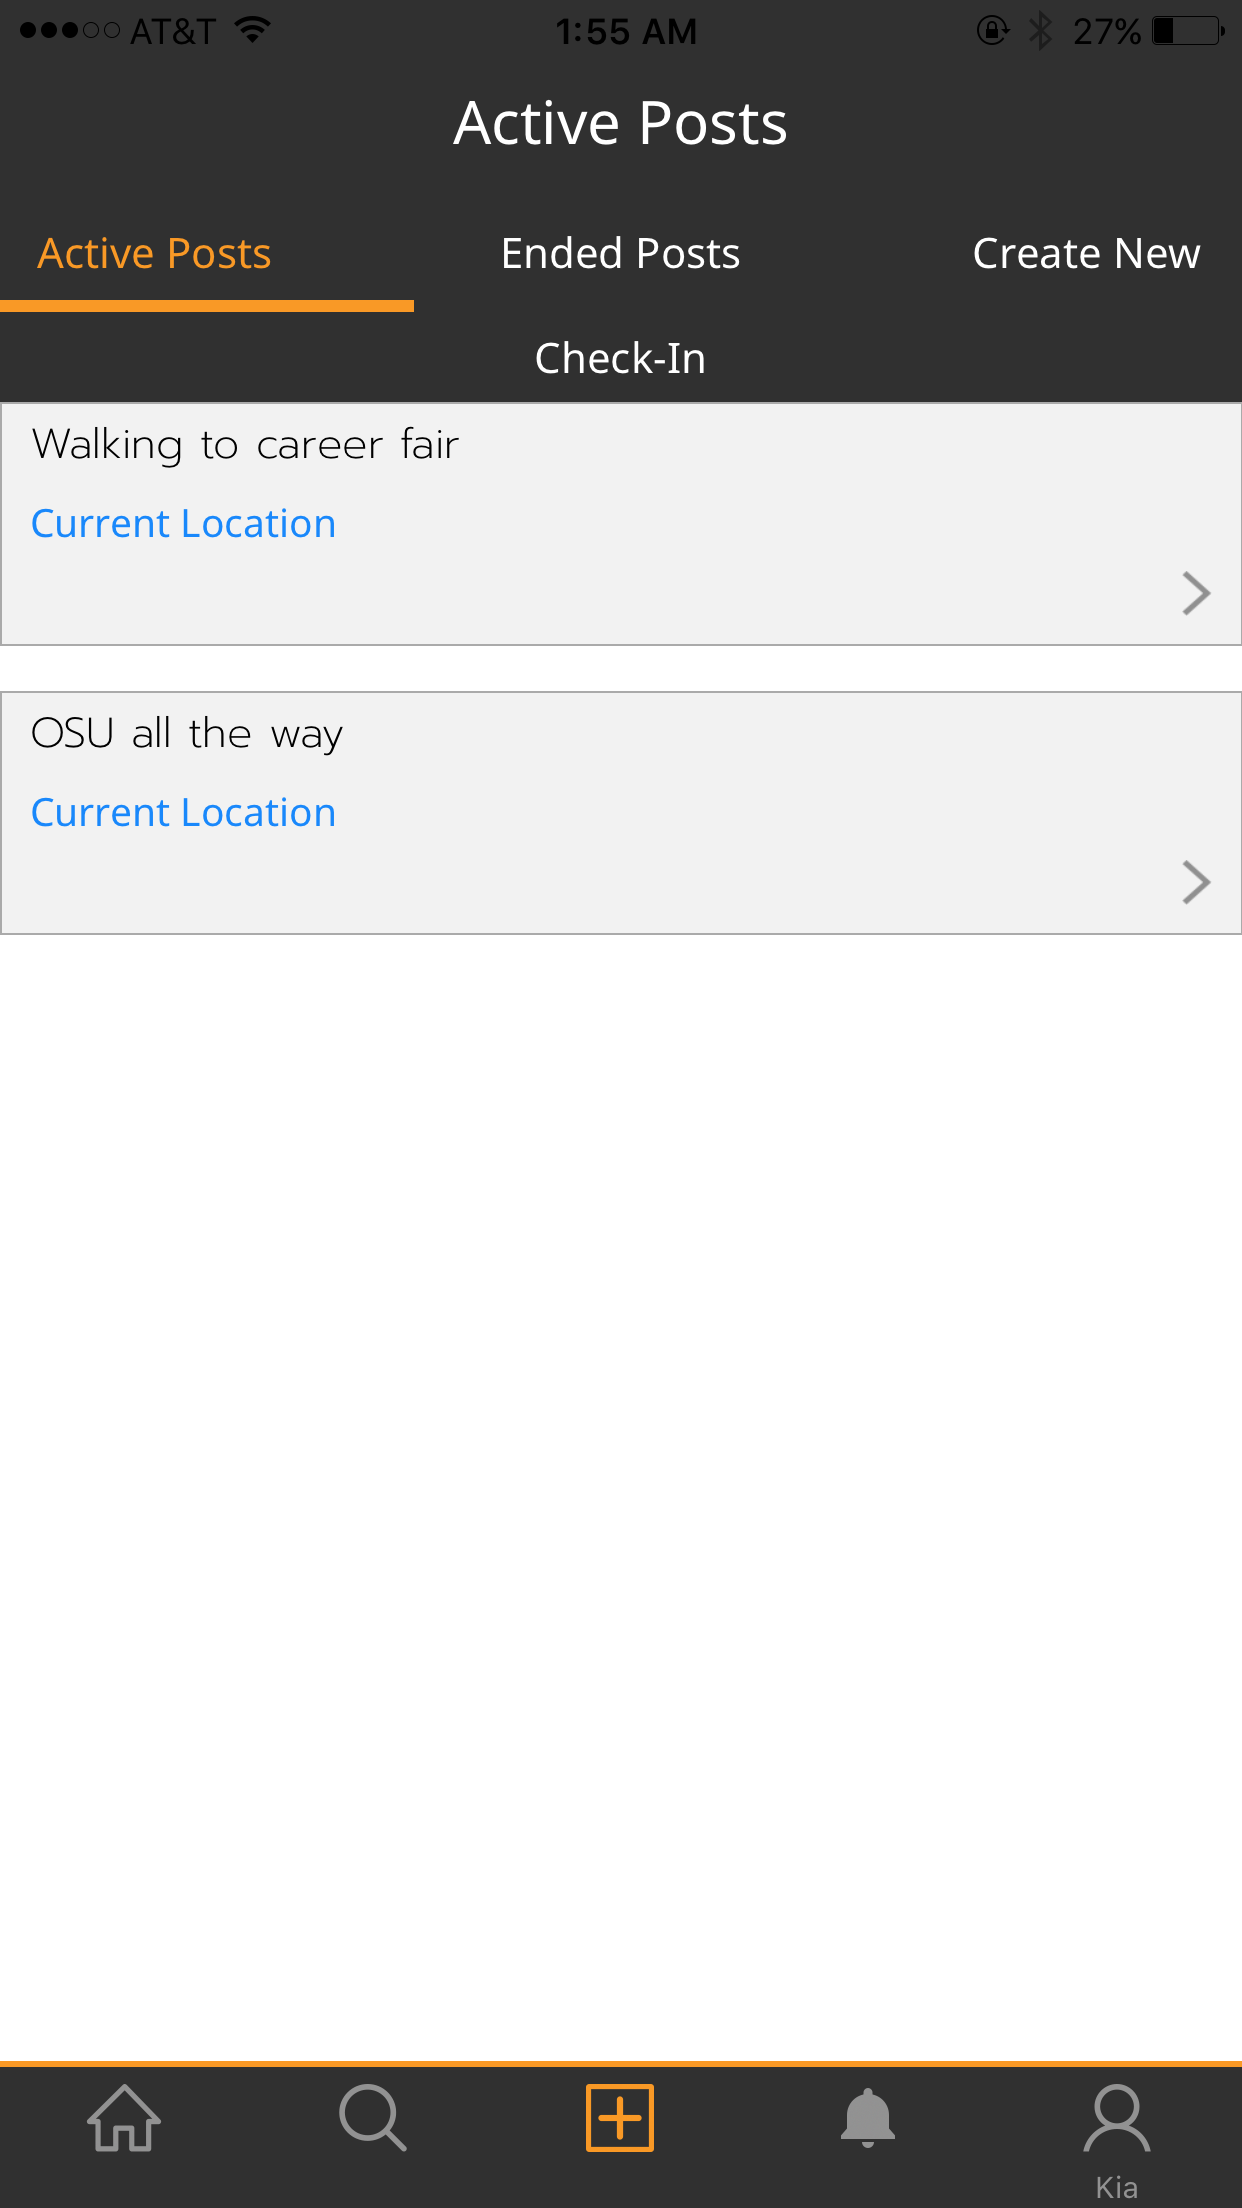 AT&T 1:55 AM 27%
Active Posts
Active Posts Ended Posts Create New
Check-In
Walking to career fair
Current Location
OSU all the way
Current Location
Kia